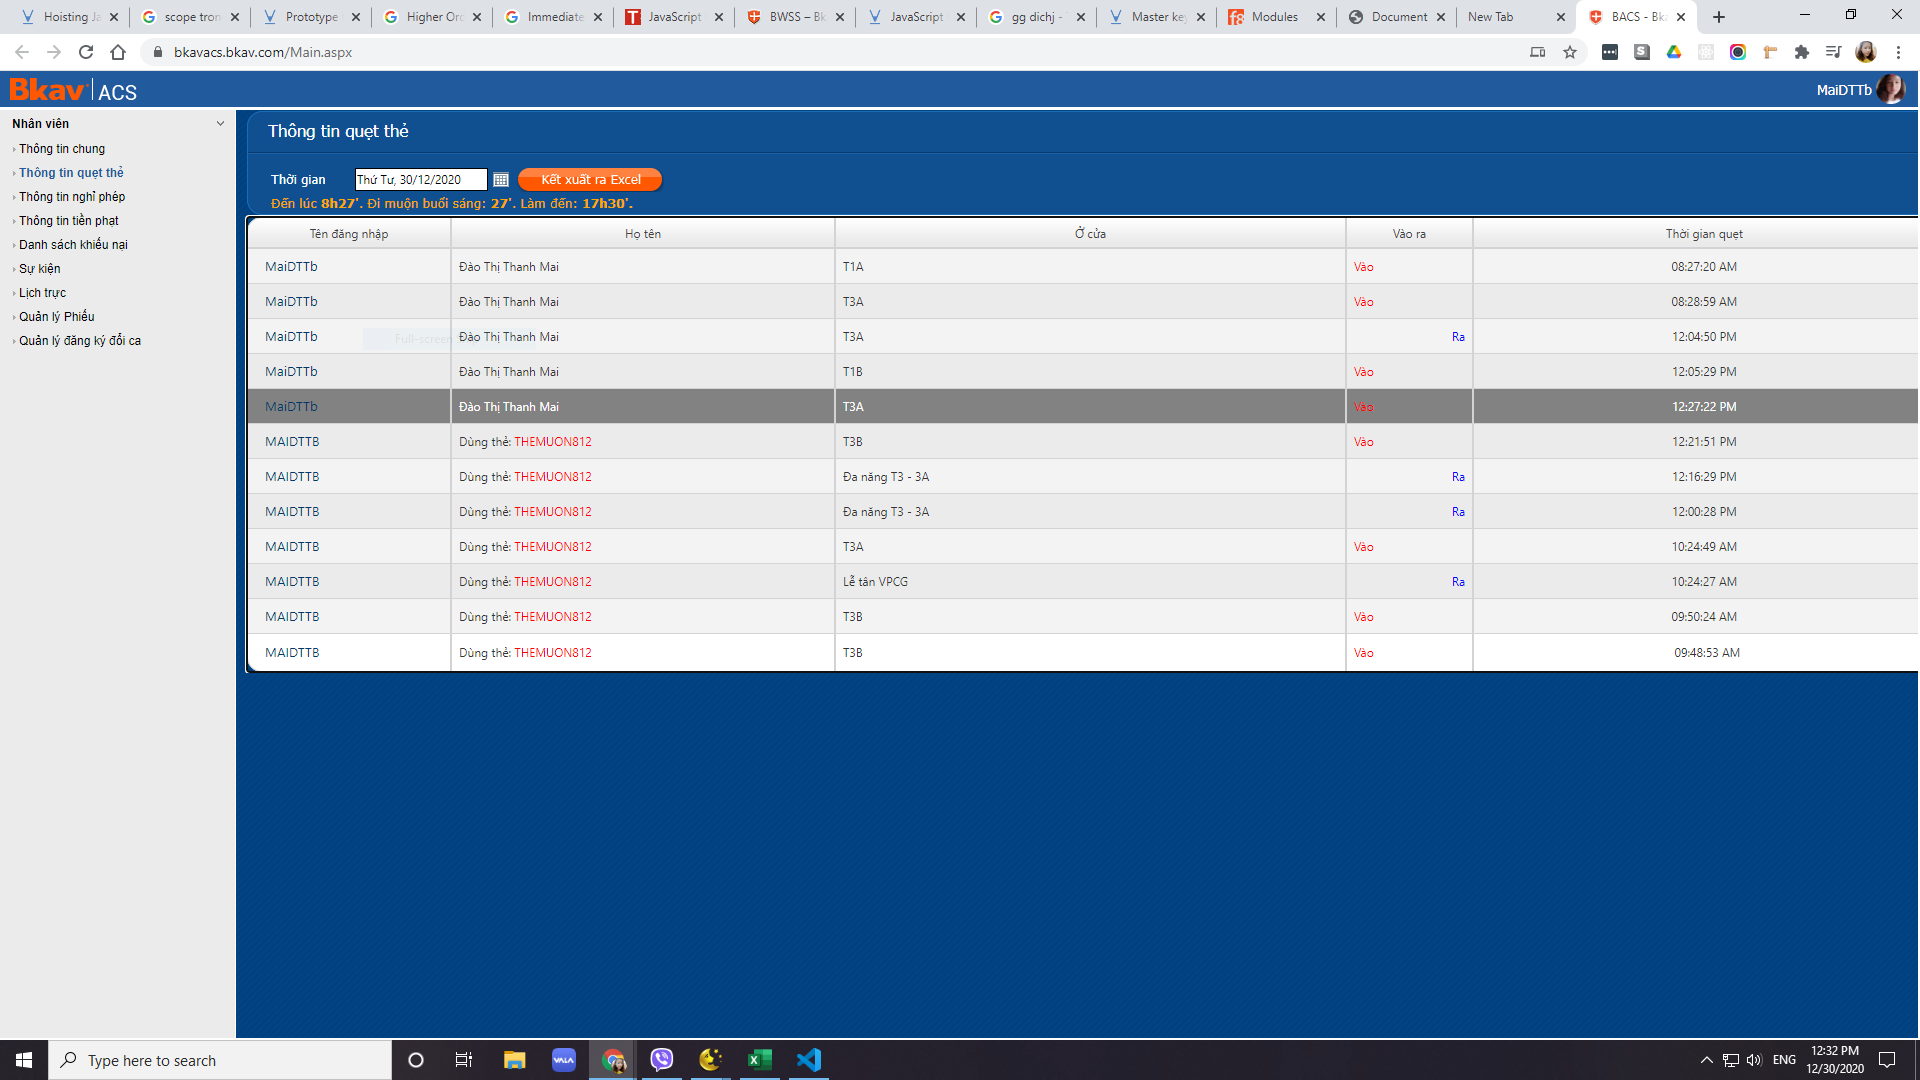 Hoisting Ja
scope tron
Prototype
Higher Ord
Immediate
JavaScript
BWSS – Bk
JavaScript
gg dichj -
Master key
Modules
Document
New Tab
BACS - Bka
bkavacs.bkav.com/Main.aspx
Bkav ACS
MaiDTTb
Nhân viên
Thông tin chung
Thông tin quẹt thẻ
Thông tin nghỉ phép
Thông tin tiền phạt
Danh sách khiếu nại
Sự kiện
Lịch trực
Quản lý Phiếu
Quản lý đăng ký đổi ca
Thông tin quẹt thẻ
Thời gian Thứ Tư, 30/12/2020 Kết xuất ra Excel
Đến lúc 8h27'. Đi muộn buổi sáng: 27'. Làm đến: 17h30'.
Tên đăng nhập Họ tên Ở cửa Vào ra Thời gian quẹt
MaiDTTb Đào Thị Thanh Mai T1A Vào 08:27:20 AM
MaiDTTb Đào Thị Thanh Mai T3A Vào 08:28:59 AM
MaiDTTb Full-screen Đào Thị Thanh Mai T3A Ra 12:04:50 PM
MaiDTTb Đào Thị Thanh Mai T1B Vào 12:05:29 PM
MaiDTTb Đào Thị Thanh Mai T3A Vào 12:27:22 PM
MAIDTTB Dùng thẻ: THEMUON812 T3B Vào 12:21:51 PM
MAIDTTB Dùng thẻ: THEMUON812 Đa năng T3 - 3A Ra 12:16:29 PM
MAIDTTB Dùng thẻ: THEMUON812 Đa năng T3 - 3A Ra 12:00:28 PM
MAIDTTB Dùng thẻ: THEMUON812 T3A Vào 10:24:49 AM
MAIDTTB Dùng thẻ: THEMUON812 Lễ tân VPCG Ra 10:24:27 AM
MAIDTTB Dùng thẻ: THEMUON812 T3B Vào 09:50:24 AM
MAIDTTB Dùng thẻ: THEMUON812 T3B Vào 09:48:53 AM
Type here to search
VALA
ENG
12:32 PM
12/30/2020